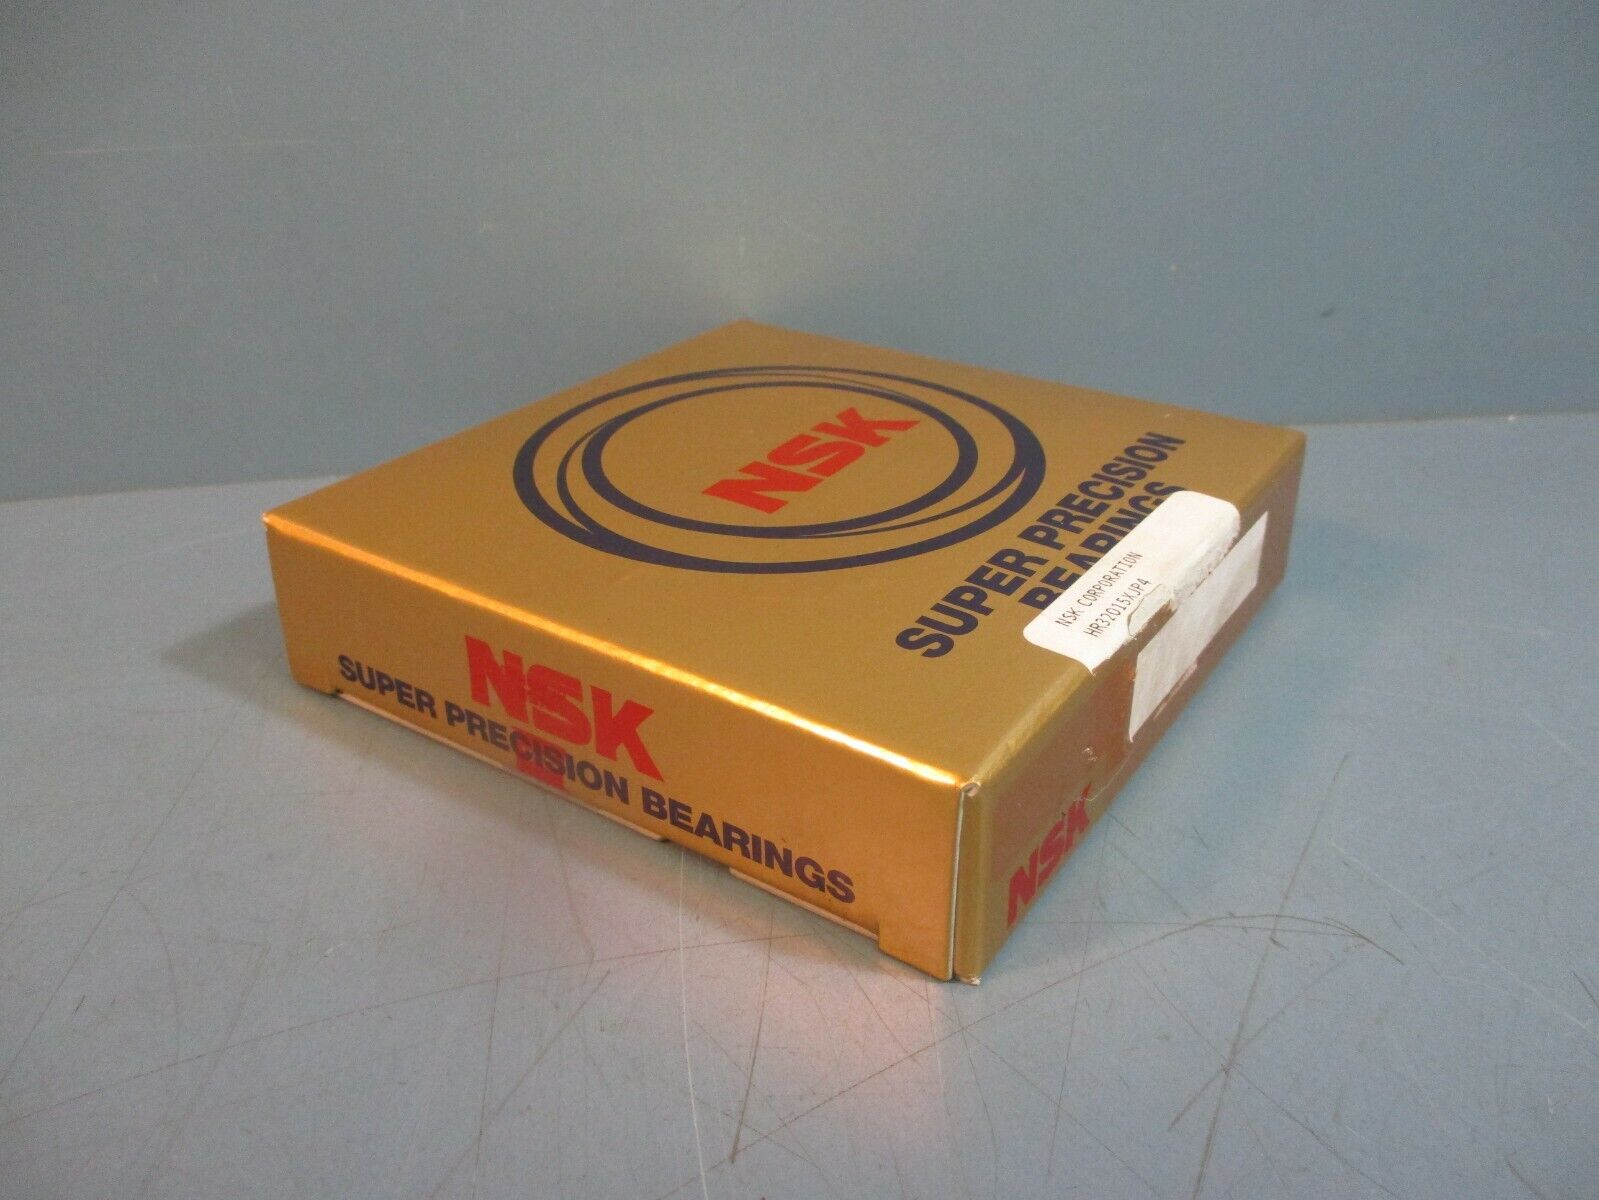 NSK
SUPER PRECISION
BEARINGS
NSK CORPORATION
HR32015XJP4
NSK
SUPER PRECISION BEARINGS
NSK